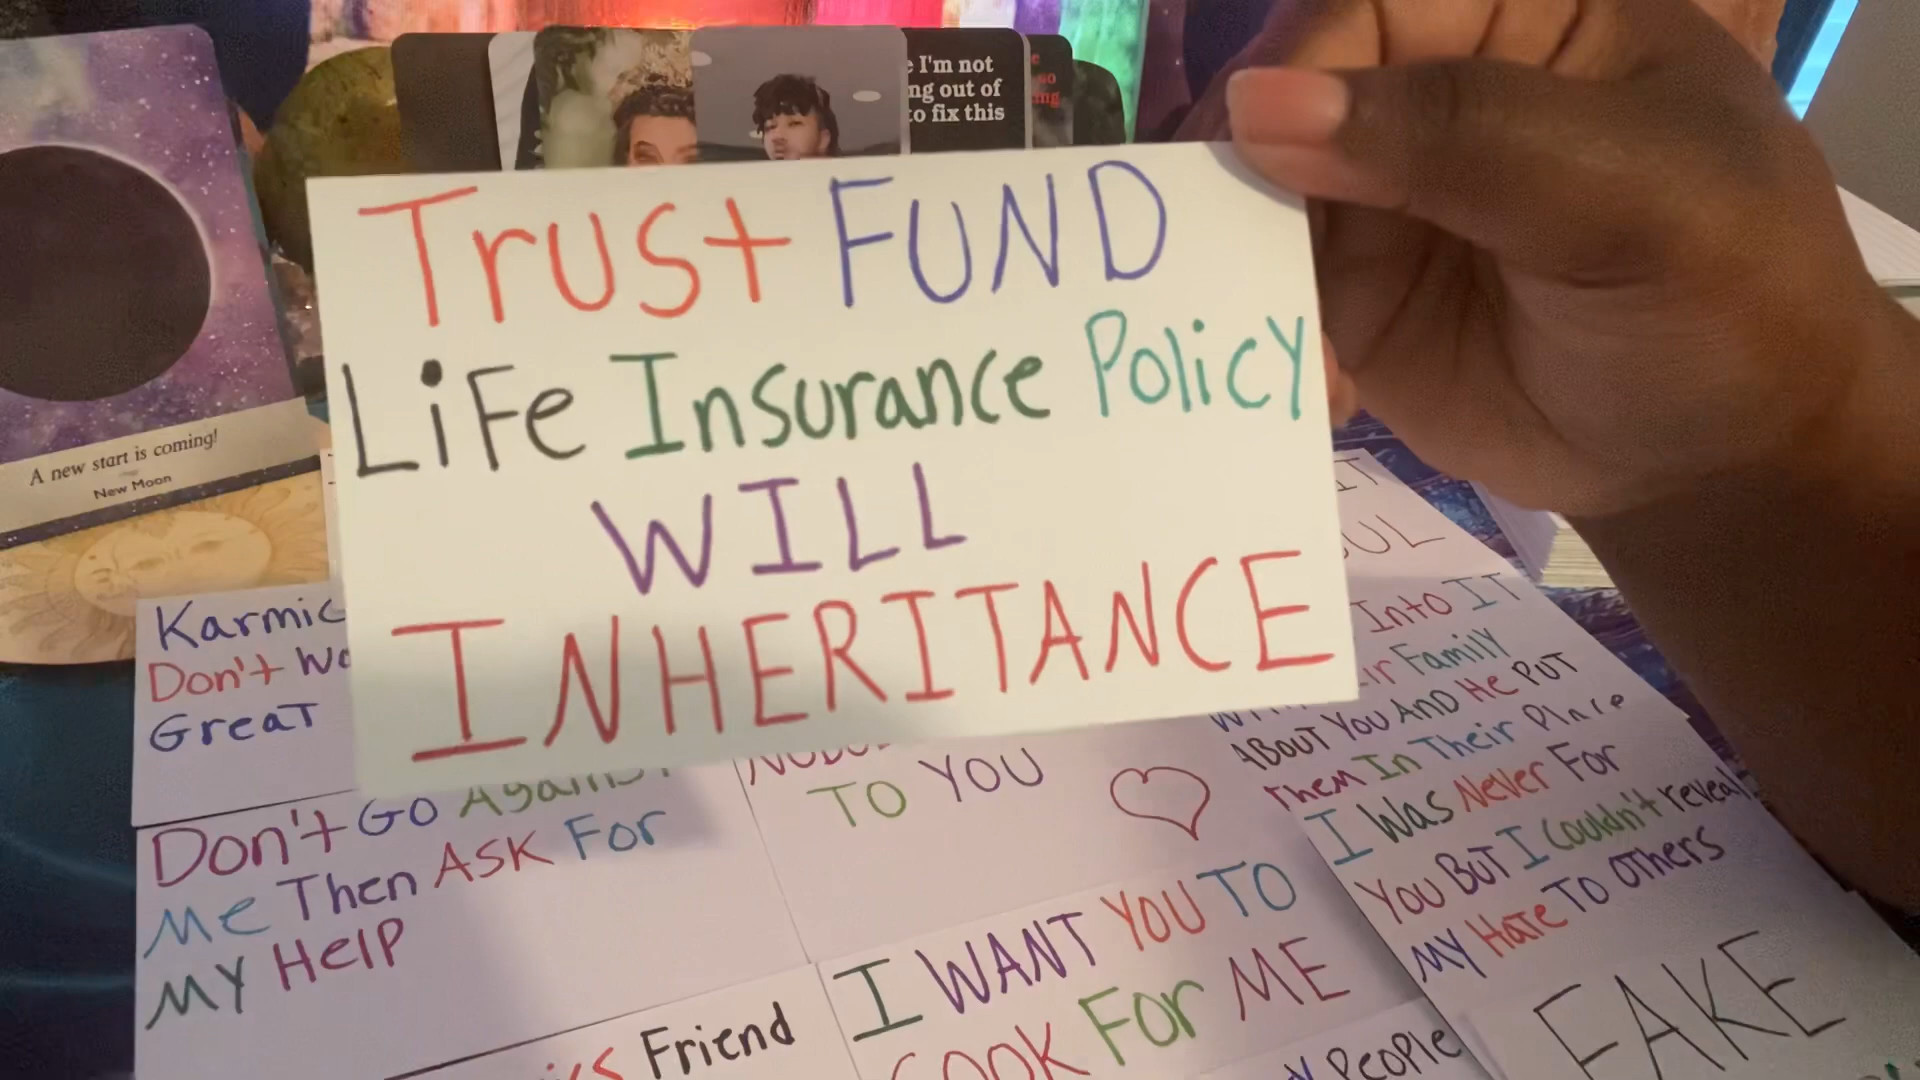 I'm not
out of
to fix this
A new start is coming!
New Moon
Trust FUND
Life Insurance Policy
WILL
INHERITANCE
Karmic
Don't
Great
Don't GO Against
Me Then ASK For
MY Help
TO YOU
I WANT YOU TO
COOK For ME
Friend
Into IT
Family
ABOUT YOU AND He PUT
Them In Their Place
I Was Never For
You BUT I Couldn't reveal
MY Hate TO OTHers
FAKE
People